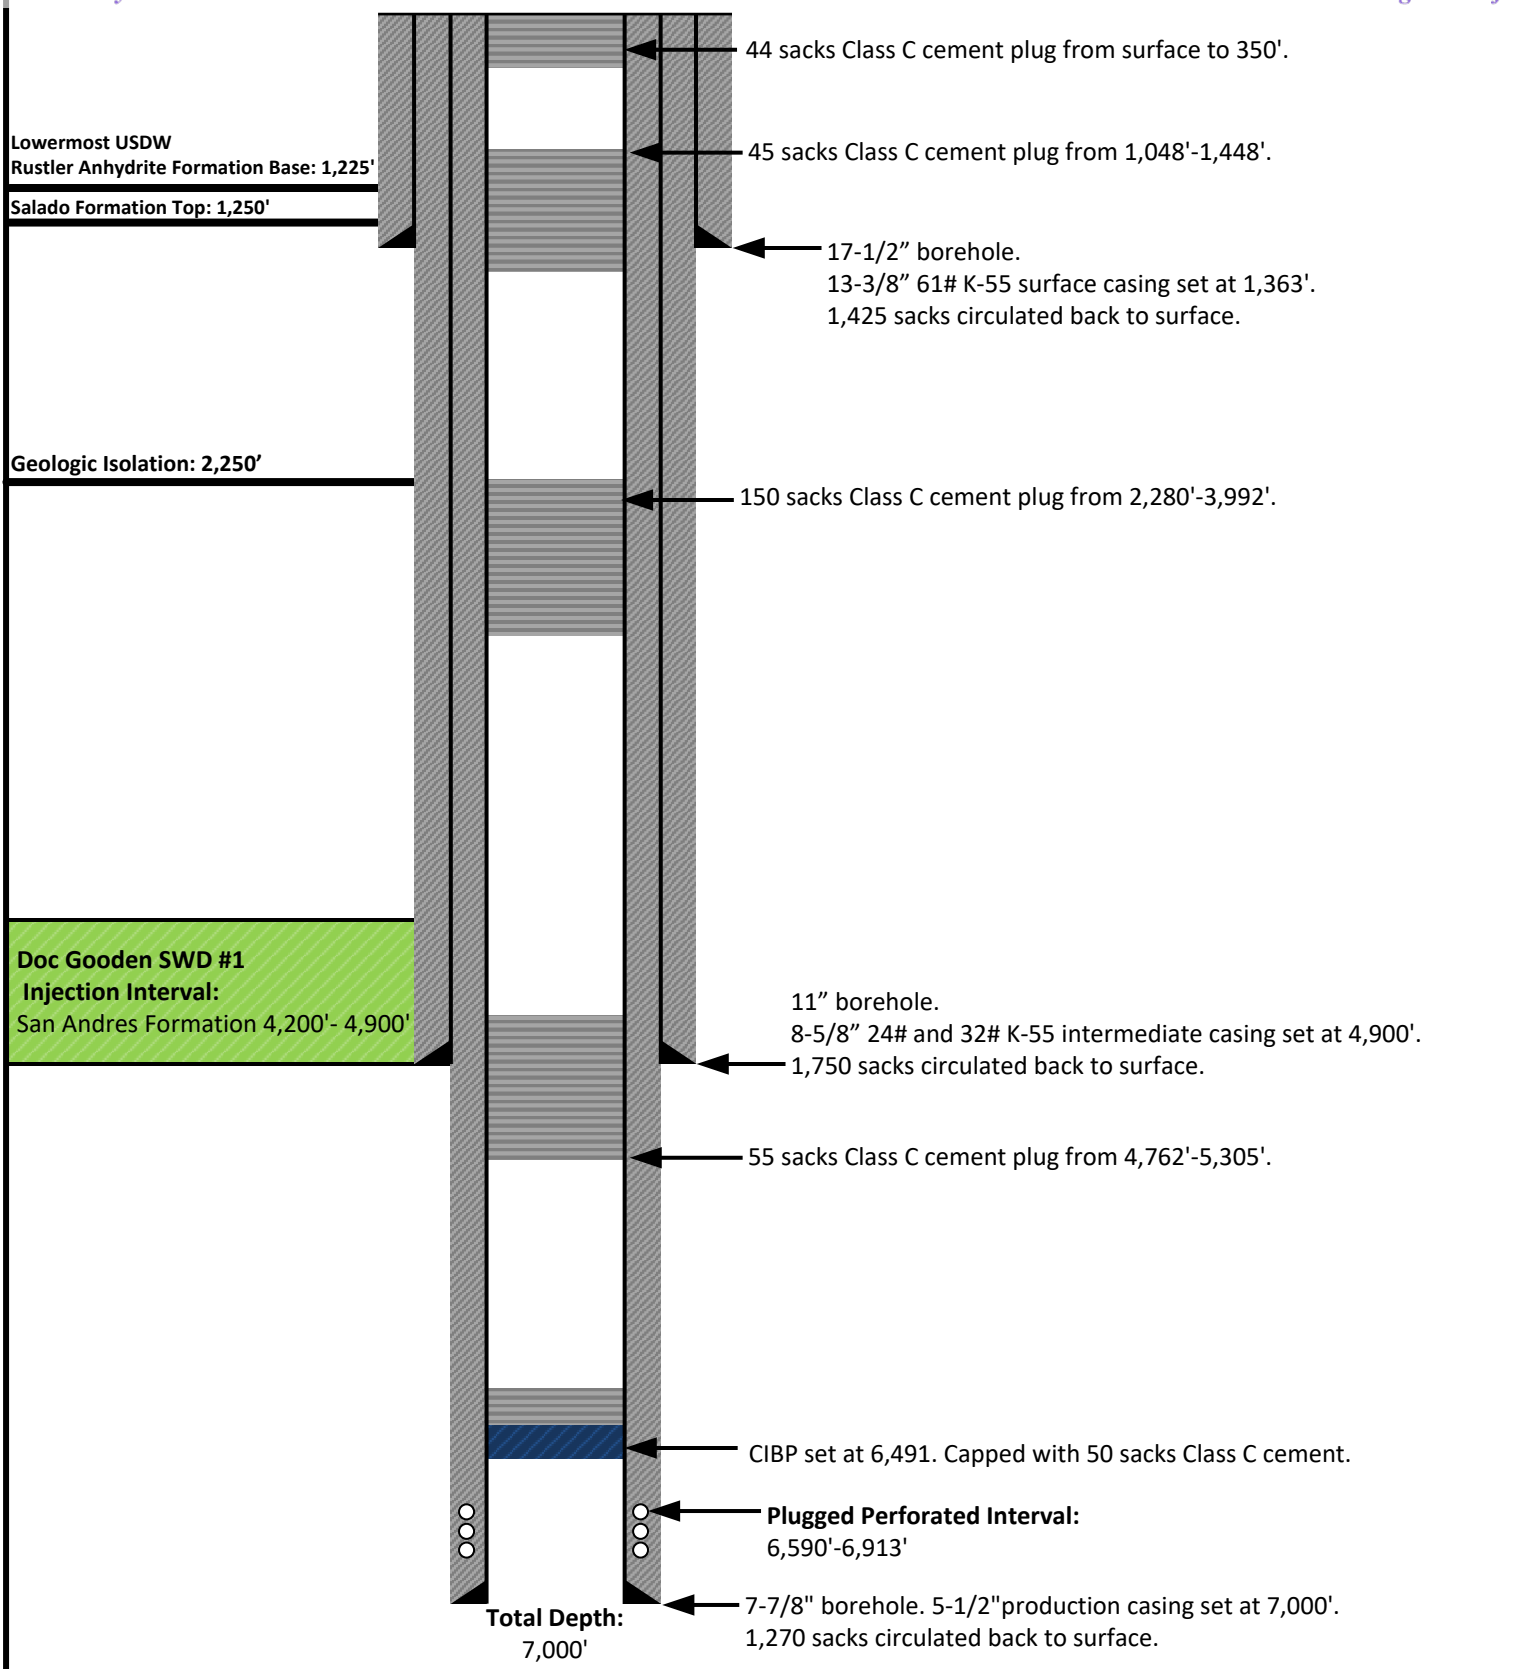 44 sacks Class C cement plug from surface to 350'.
Lowermost USDW
Rustler Anhydrite Formation Base: 1,225'
45 sacks Class C cement plug from 1,048'-1,448'.
Salado Formation Top: 1,250'
17-1/2” borehole.
13-3/8” 61# K-55 surface casing set at 1,363'.
1,425 sacks circulated back to surface.
Geologic Isolation: 2,250’
150 sacks Class C cement plug from 2,280'-3,992'.
Doc Gooden SWD #1
Injection Interval:
San Andres Formation 4,200'- 4,900'
11” borehole.
8-5/8” 24# and 32# K-55 intermediate casing set at 4,900'.
1,750 sacks circulated back to surface.
55 sacks Class C cement plug from 4,762'-5,305'.
CIBP set at 6,491. Capped with 50 sacks Class C cement.
Plugged Perforated Interval:
6,590'-6,913'
7-7/8" borehole. 5-1/2"production casing set at 7,000'.
1,270 sacks circulated back to surface.
Total Depth:
7,000'